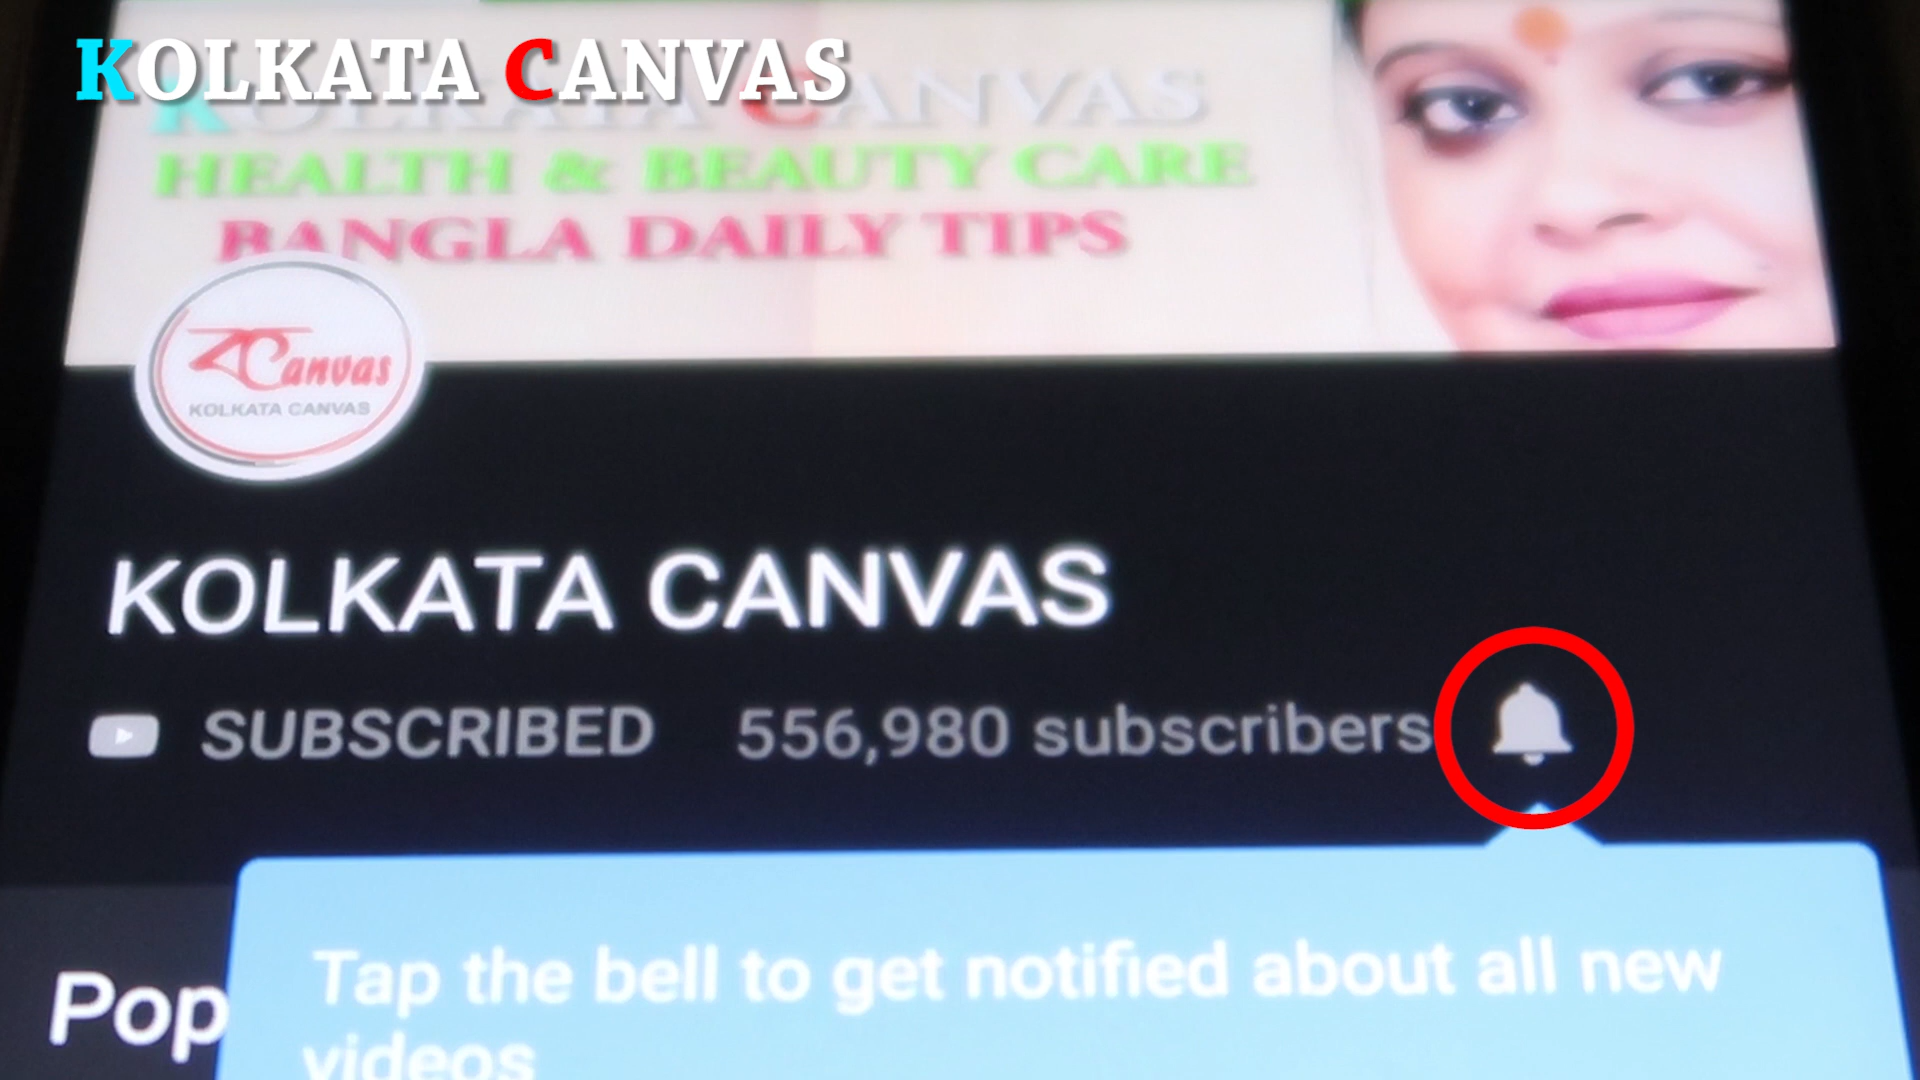 KOLKATA CANVAS
KOLKATA CANVAS
HEALTH & BEAUTY CARE
BANGLA DAILY TIPS
Canvas
KOLKATA CANVAS
KOLKATA CANVAS
SUBSCRIBED 556,980 subscribers
Tap the bell to get notified about all new
videos
Pop